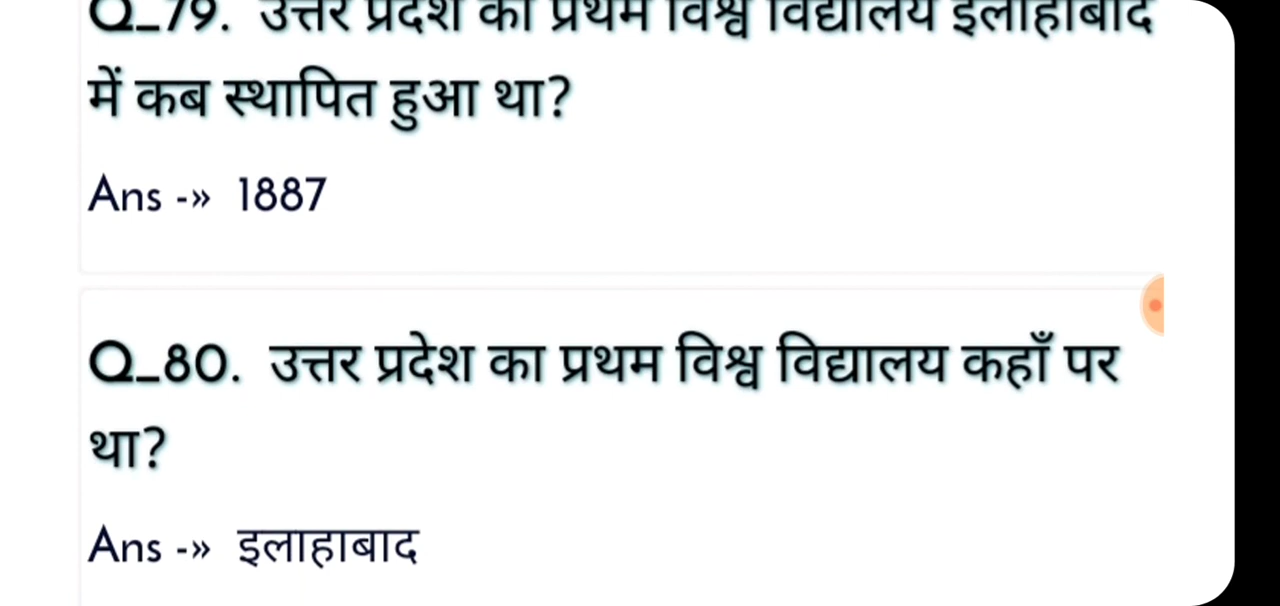 Q_79. उत्तर प्रदेश का प्रथम विश्व विद्यालय इलाहाबाद
में कब स्थापित हुआ था?
Ans -» 1887
Q_80. उत्तर प्रदेश का प्रथम विश्व विद्यालय कहाँ पर
था?
Ans -» इलाहाबाद